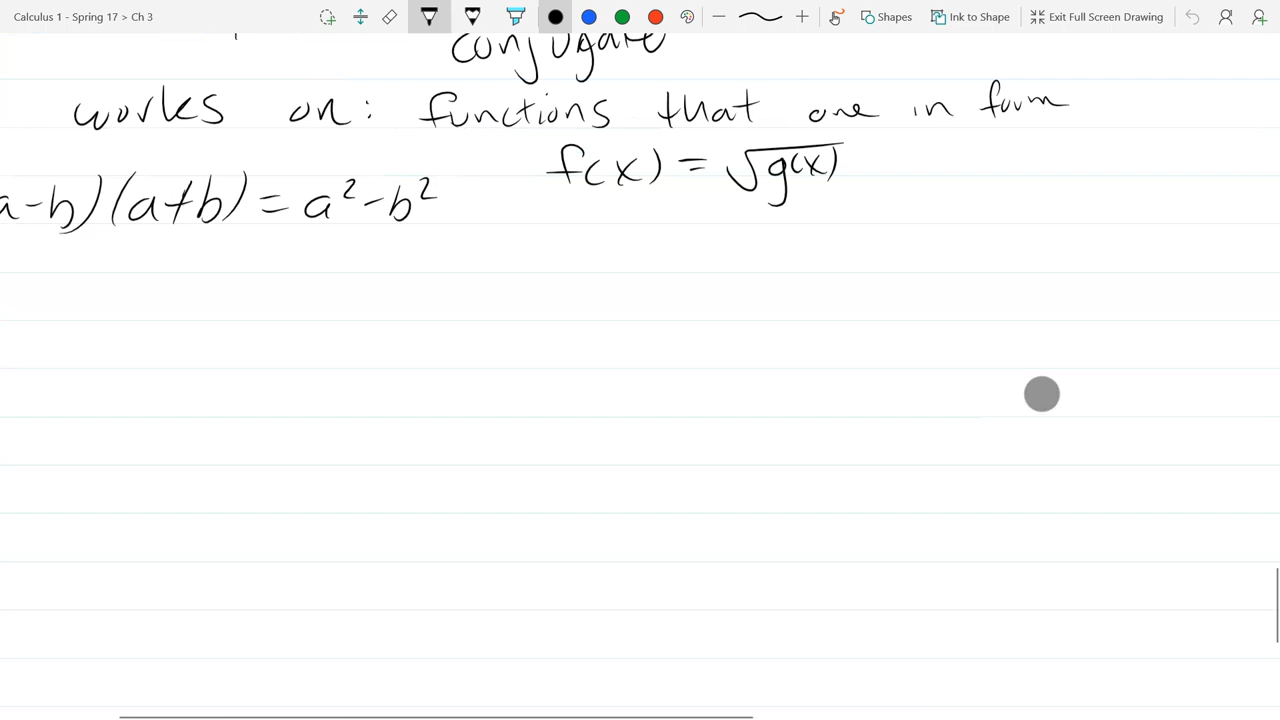 Calculus 1 - Spring 17 > Ch 3
Shapes
Ink to Shape
Exit Full Screen Drawing
conjugate
works on: functions that are in form
f(x) = √g(x)
a-b)(a+b) = a² - b²